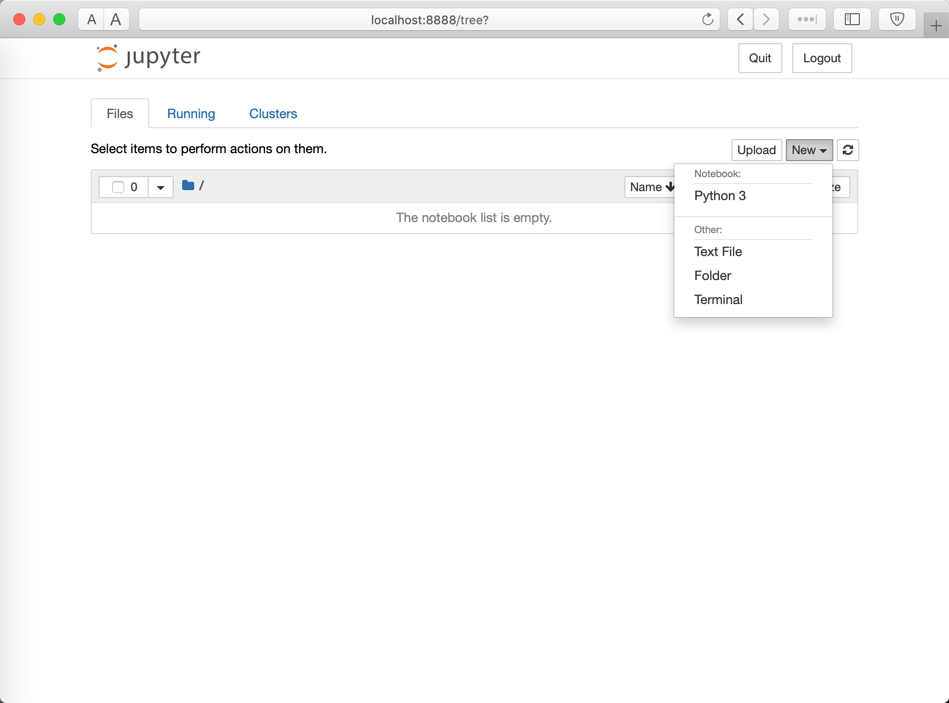 A A localhost:8888/tree?
jupyter Quit Logout
Files Running Clusters
Select items to perform actions on them. Upload New
0 / Name ze
The notebook list is empty.
Notebook:
Python 3
Other:
Text File
Folder
Terminal